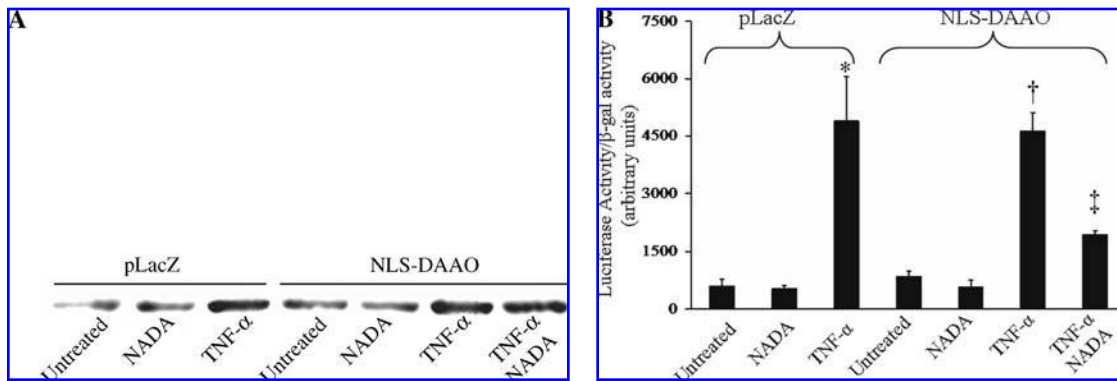 A
pLacZ
NLS-DAAO
Untreated
NADA
TNF-α
Untreated
NADA
TNF-α
TNF-α
NADA
B
pLacZ
NLS-DAAO
Luciferase Activity/β-gal activity
(arbitrary units)
7500
6000
4500
3000
1500
0
*
†
‡
Untreated
NADA
TNF-α
Untreated
NADA
TNF-α
TNF-α
NADA